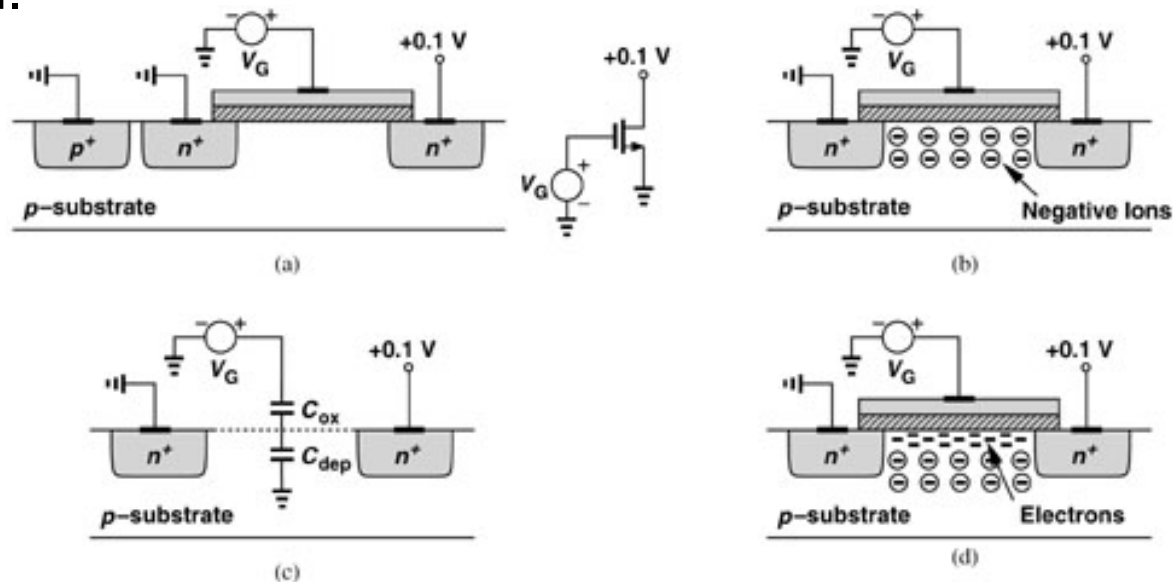 +0.1 V
V_G
p+
n+
n+
p–substrate
(a)
+0.1 V
V_G
+0.1 V
V_G
n+
n+
p–substrate
Negative Ions
(b)
+0.1 V
V_G
C_ox
C_dep
n+
n+
p–substrate
(c)
+0.1 V
V_G
n+
n+
p–substrate
Electrons
(d)